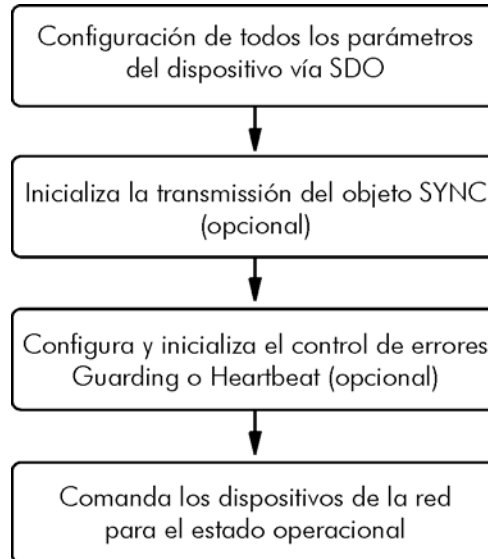 Configuración de todos los parámetros
del dispositivo vía SDO
Inicializa la transmissión del objeto SYNC
(opcional)
Configura y inicializa el control de errores
Guarding o Heartbeat (opcional)
Comanda los dispositivos de la red
para el estado operacional